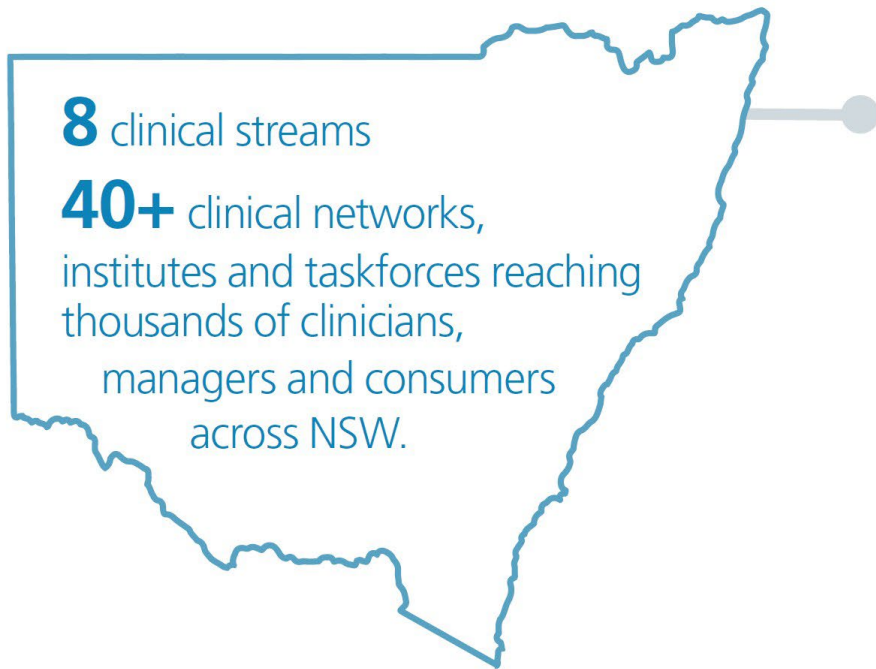 8 clinical streams
40+ clinical networks,
institutes and taskforces reaching
thousands of clinicians,
managers and consumers
across NSW.